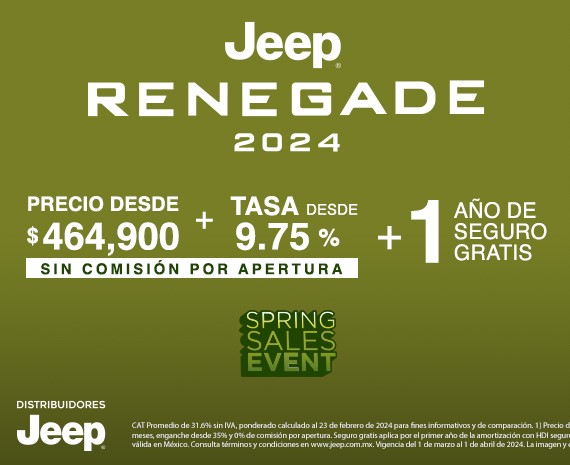 Jeep®
RENEGADE
2024
PRECIO DESDE
$464,900
+
TASA DESDE
9.75 %
SIN COMISIÓN POR APERTURA
+1 AÑO DE
SEGURO
GRATIS
SPRING
SALES
EVENT
DISTRIBUIDORES
Jeep®
CAT Promedio de 31.6% sin IVA, ponderado calculado al 23 de febrero de 2024 para fines informativos y de comparación. 1) Precio d
meses, enganche desde 35% y 0% de comisión por apertura. Seguro gratis aplica por el primer año de la amortización con HDI segur
válida en México. Consulta términos y condiciones en www.jeep.com.mx. Vigencia del 1 de marzo al 1 de abril de 2024. La imagen y